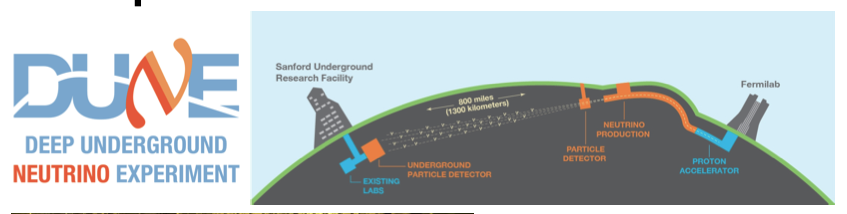 DUNE
DEEP UNDERGROUND
NEUTRINO EXPERIMENT
Sanford Underground
Research Facility
800 miles
(1300 kilometers)
Fermilab
NEUTRINO
PRODUCTION
PARTICLE
DETECTOR
PROTON
ACCELERATOR
UNDERGROUND
PARTICLE DETECTOR
EXISTING
LABS